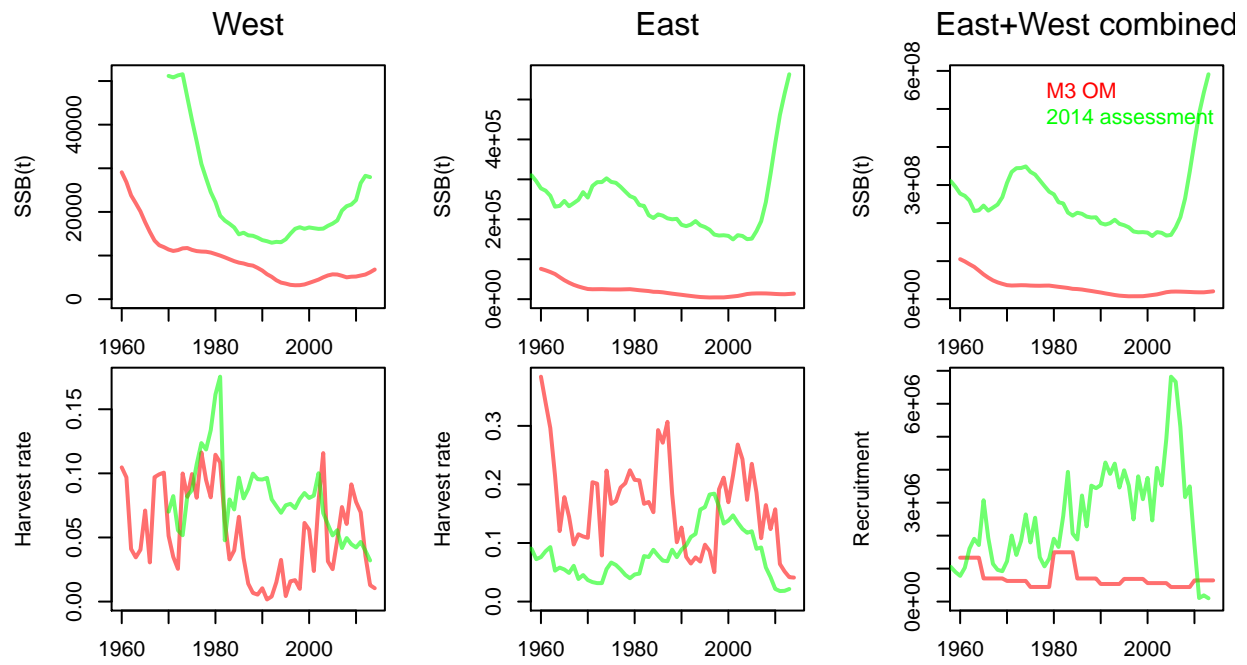 West
East
East+West combined
SSB(t)
0
20000
40000
1960
1980
2000
SSB(t)
0e+00
2e+05
4e+05
1960
1980
2000
SSB(t)
0e+00
3e+08
6e+08
M3 OM
2014 assessment
1960
1980
2000
Harvest rate
0.00
0.05
0.10
0.15
1960
1980
2000
Harvest rate
0.0
0.1
0.2
0.3
1960
1980
2000
Recruitment
0e+00
3e+06
6e+06
1960
1980
2000